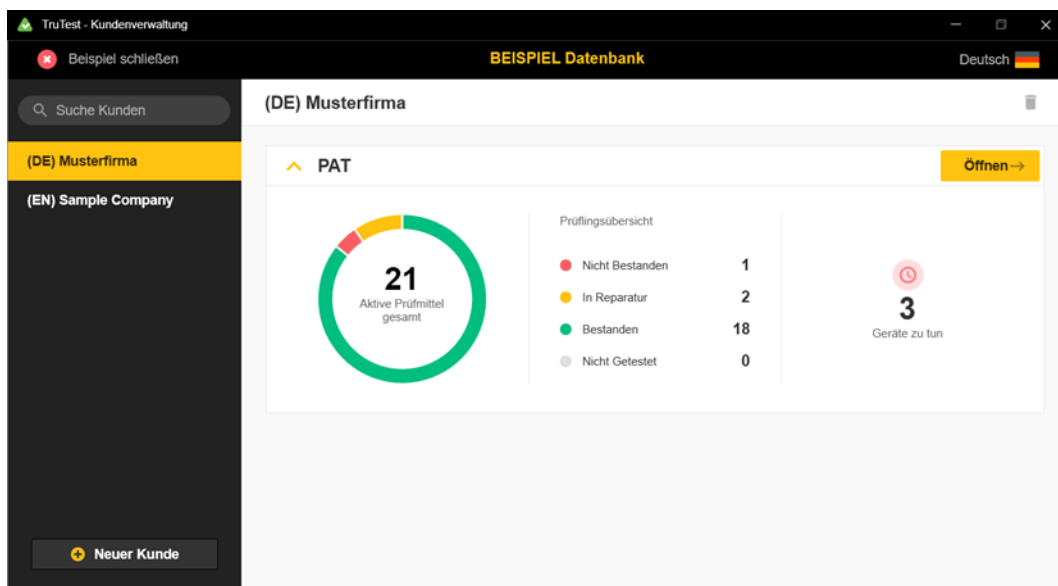 TruTest - Kundenverwaltung
Beispiel schließen
BEISPIEL Datenbank
Deutsch
Suche Kunden
(DE) Musterfirma
(EN) Sample Company
Neuer Kunde
(DE) Musterfirma
PAT
Öffnen
21
Aktive Prüfmittel
gesamt
Prüflingsübersicht
Nicht Bestanden 1
In Reparatur 2
Bestanden 18
Nicht Getestet 0
3
Geräte zu tun